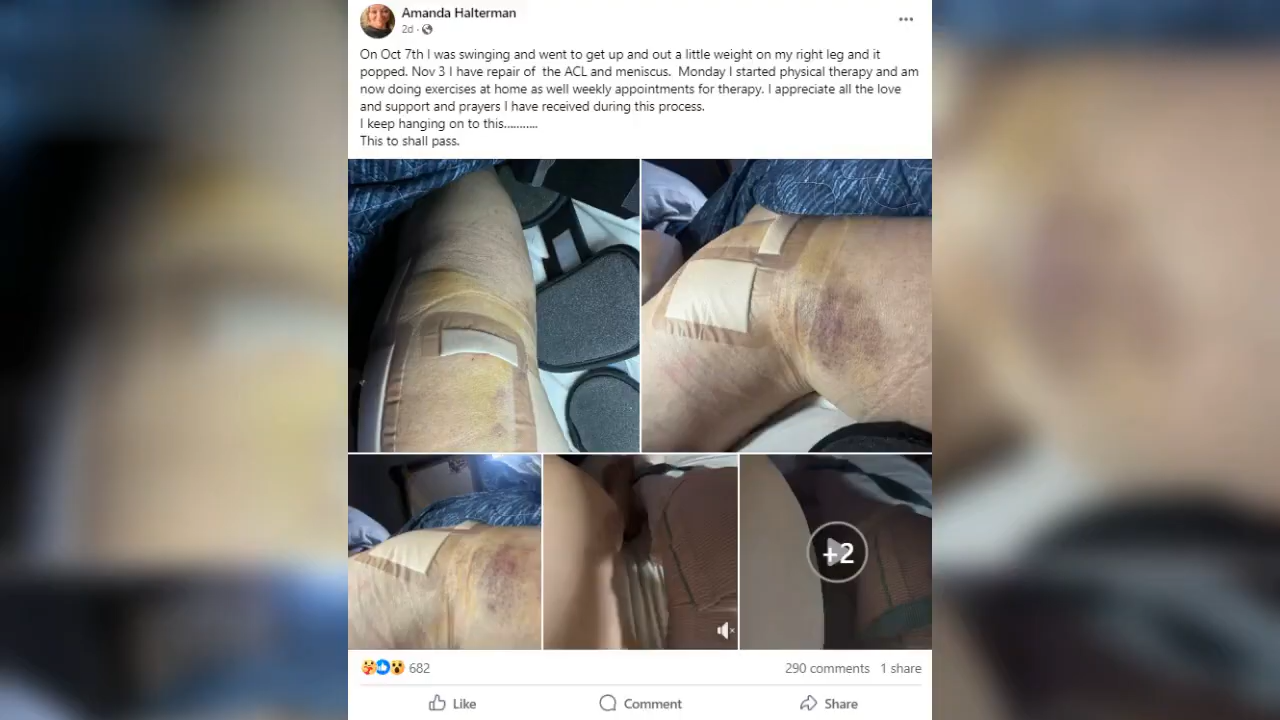 Amanda Halterman
2d ·
On Oct 7th I was swinging and went to get up and out a little weight on my right leg and it
popped. Nov 3 I have repair of the ACL and meniscus. Monday I started physical therapy and am
now doing exercises at home as well weekly appointments for therapy. I appreciate all the love
and support and prayers I have received during this process.
I keep hanging on to this...........
This to shall pass.
+2
682
290 comments 1 share
Like Comment Share